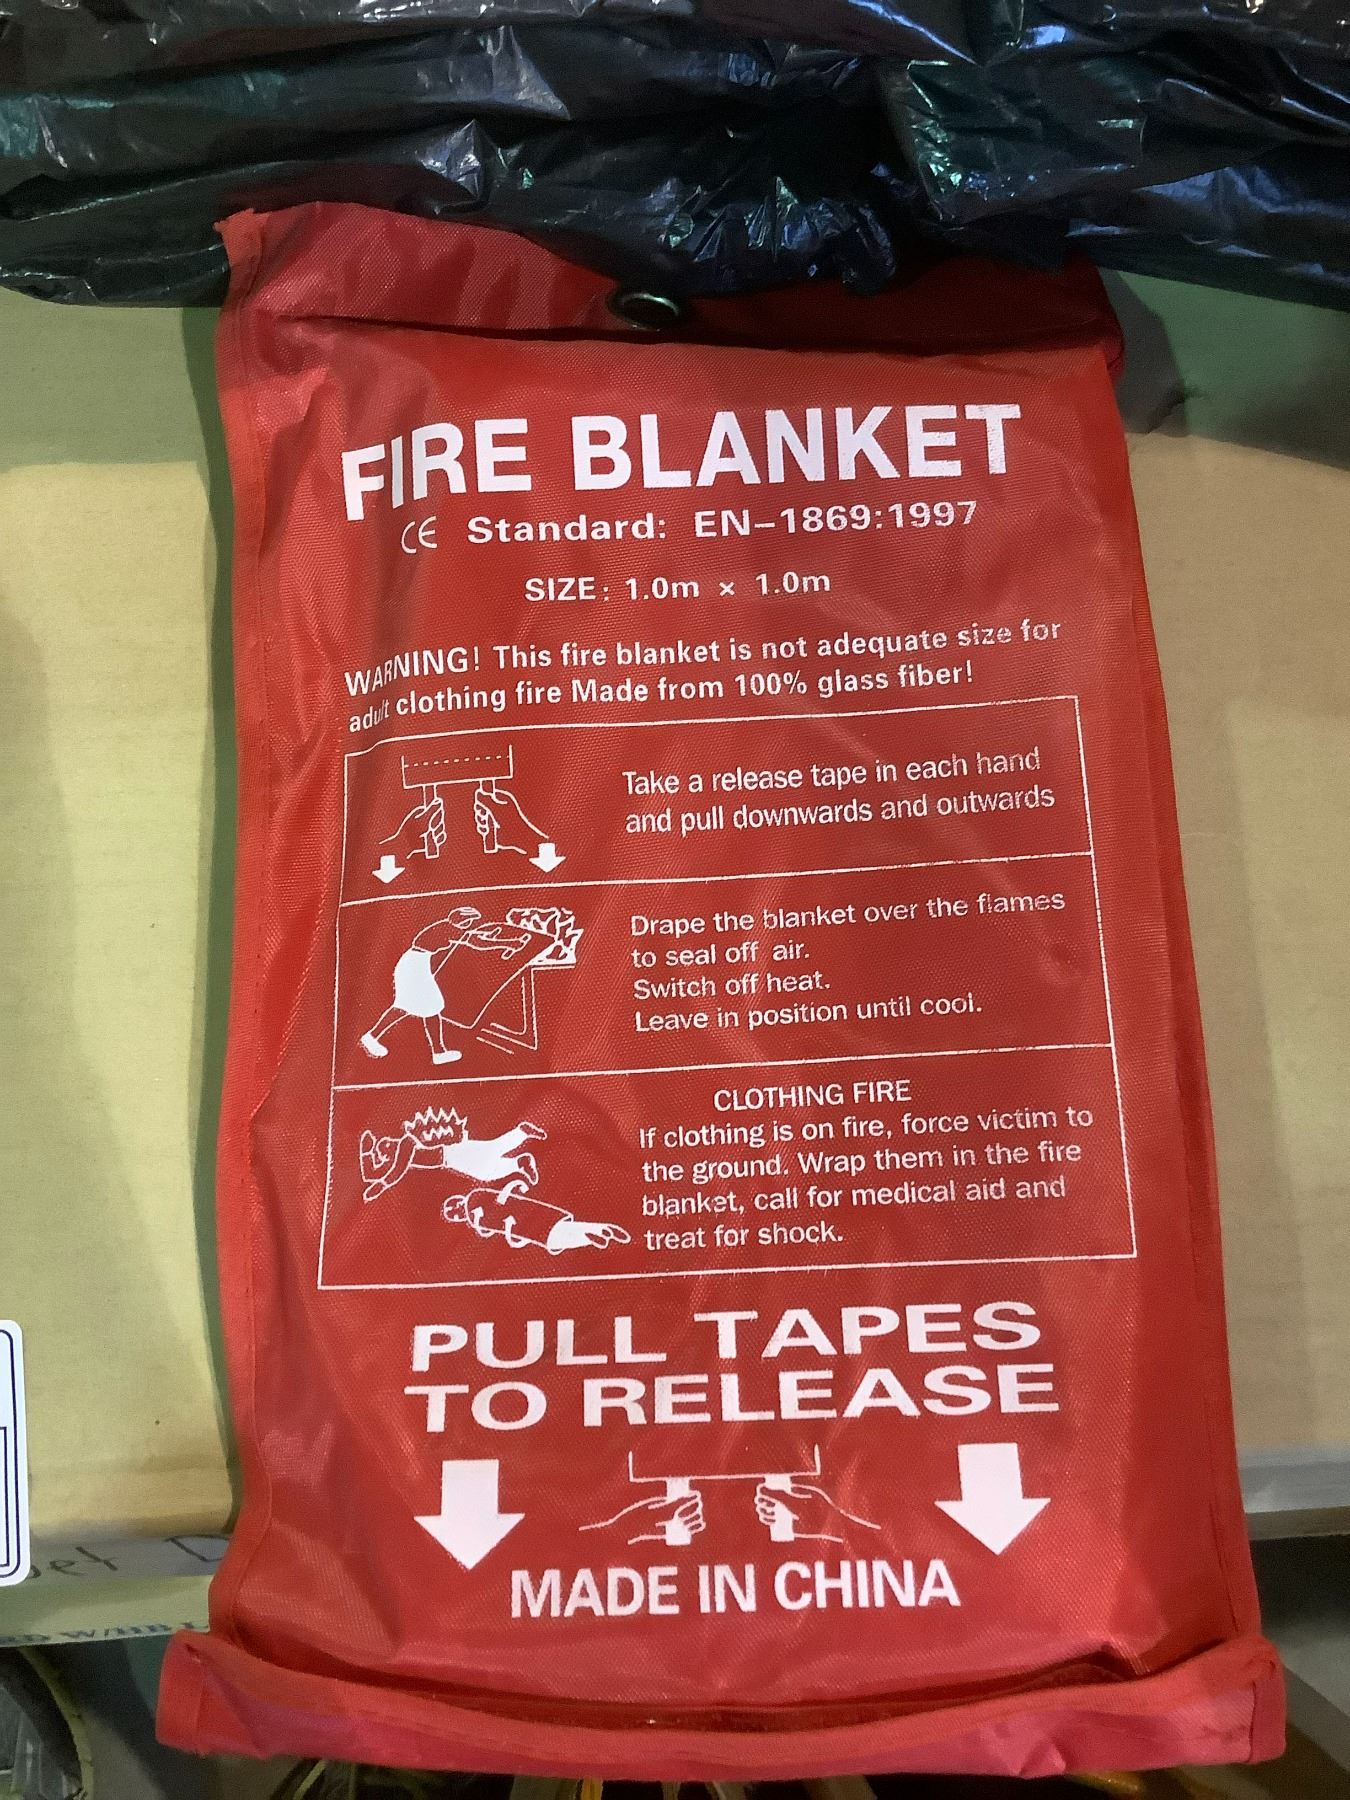 FIRE BLANKET
CE Standard: EN-1869:1997
SIZE: 1.0m × 1.0m
WARNING! This fire blanket is not adequate size for
adult clothing fire Made from 100% glass fiber!
Take a release tape in each hand
and pull downwards and outwards
Drape the blanket over the flames
to seal off air.
Switch off heat.
Leave in position until cool.
CLOTHING FIRE
If clothing is on fire, force victim to
the ground. Wrap them in the fire
blanket, call for medical aid and
treat for shock.
PULL TAPES
TO RELEASE
MADE IN CHINA